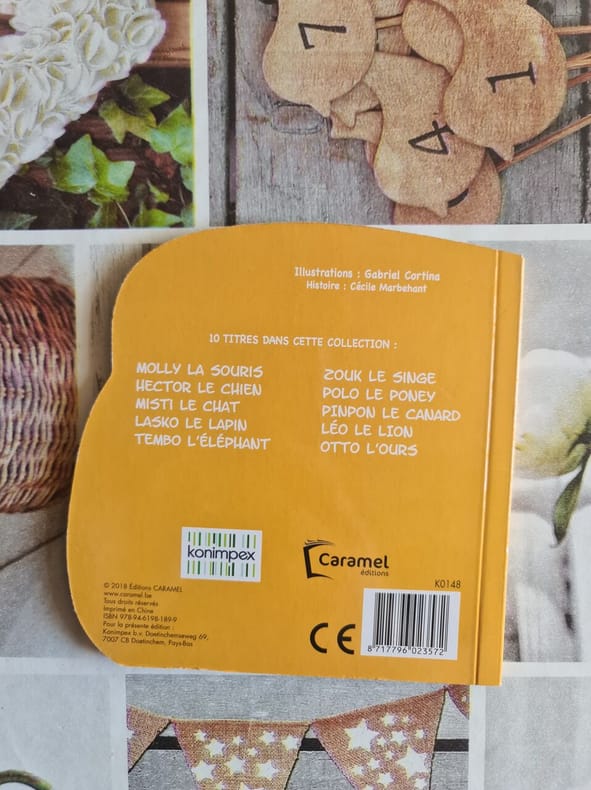 7
1
4
Illustrations : Gabriel Cortina
Histoire : Cécile Marbehant
10 TITRES DANS CETTE COLLECTION :
MOLLY LA SOURIS
HECTOR LE CHIEN
MISTI LE CHAT
LASKO LE LAPIN
TEMBO L'ÉLÉPHANT
ZOUK LE SINGE
POLO LE PONEY
PINPON LE CANARD
LÉO LE LION
OTTO L'OURS
konimpex
Caramel
éditions
© 2018 Éditions CARAMEL
www.caramel.be
Tous droits réservés
Imprimé en Chine
ISBN 978-94-6198-189-9
Pour la présente édition :
Konimpex b.v. Doetinchemseweg 69,
7007 CB Doetinchem, Pays-Bas
CE
K0148
8 717796 023572